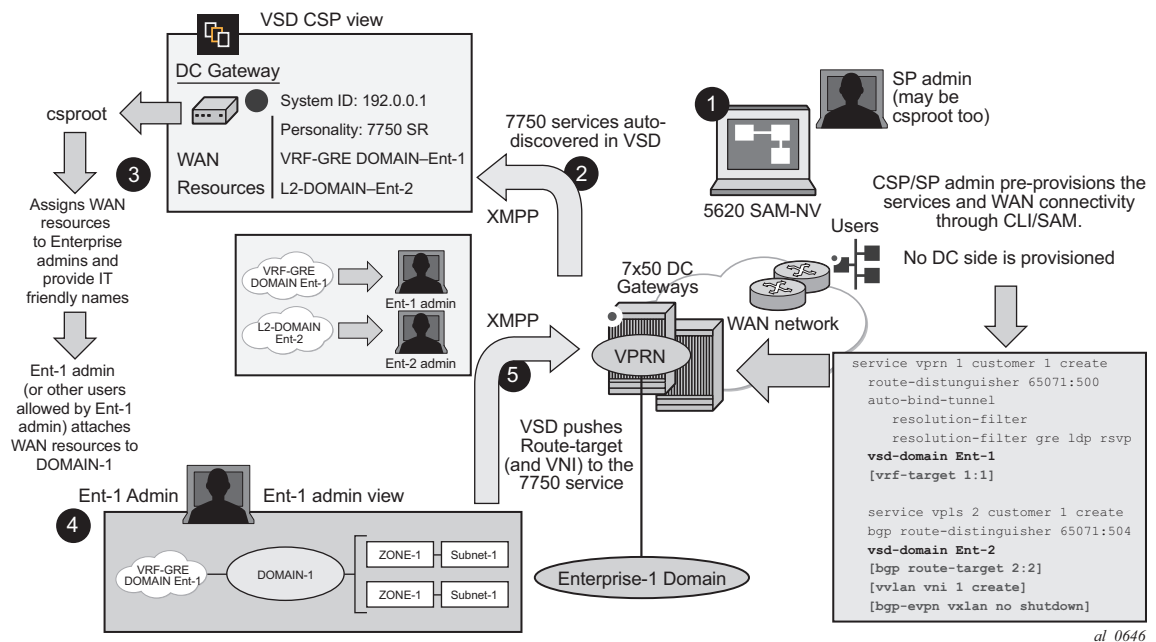 VSD CSP view
DC Gateway
System ID: 192.0.0.1
Personality: 7750 SR
VRF-GRE DOMAIN–Ent-1
L2-DOMAIN–Ent-2
WAN
Resources
csproot
3
Assigns WAN
resources
to Enterprise
admins and
provide IT
friendly names
Ent-1 admin
(or other users
allowed by Ent-1
admin) attaches
WAN resources to
DOMAIN-1
7750 services auto-
discovered in VSD
2
XMPP
1
5620 SAM-NV
SP admin
(may be
csproot too)
CSP/SP admin pre-provisions the
services and WAN connectivity
through CLI/SAM.
No DC side is provisioned
Users
7x50 DC
Gateways
WAN network
VPRN
VRF-GRE
DOMAIN Ent-1
Ent-1 admin
L2-DOMAIN
Ent-2
Ent-2 admin
XMPP
5
VSD pushes
Route-target
(and VNI) to the
7750 service
service vprn 1 customer 1 create
route-distunguisher 65071:500
auto-bind-tunnel
resolution-filter
resolution-filter gre ldp rsvp
vsd-domain Ent-1
[vrf-target 1:1]
service vpls 2 customer 1 create
bgp route-distinguisher 65071:504
vsd-domain Ent-2
[bgp route-target 2:2]
[vvlan vni 1 create]
[bgp-evpn vxlan no shutdown]
Ent-1 Admin
Ent-1 admin view
4
VRF-GRE
DOMAIN Ent-1
DOMAIN-1
ZONE-1
Subnet-1
ZONE-1
Subnet-1
Enterprise-1 Domain
al_0646